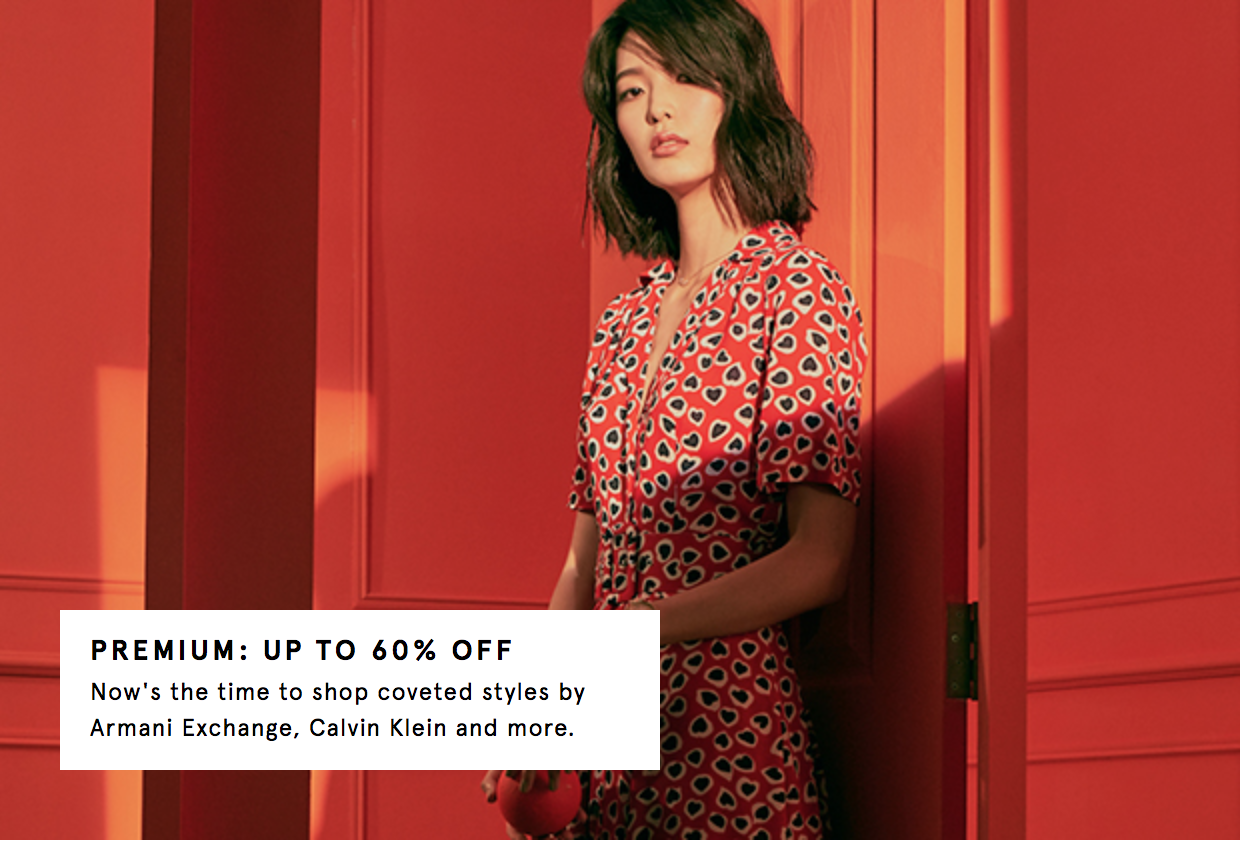 PREMIUM: UP TO 60% OFF
Now's the time to shop coveted styles by
Armani Exchange, Calvin Klein and more.